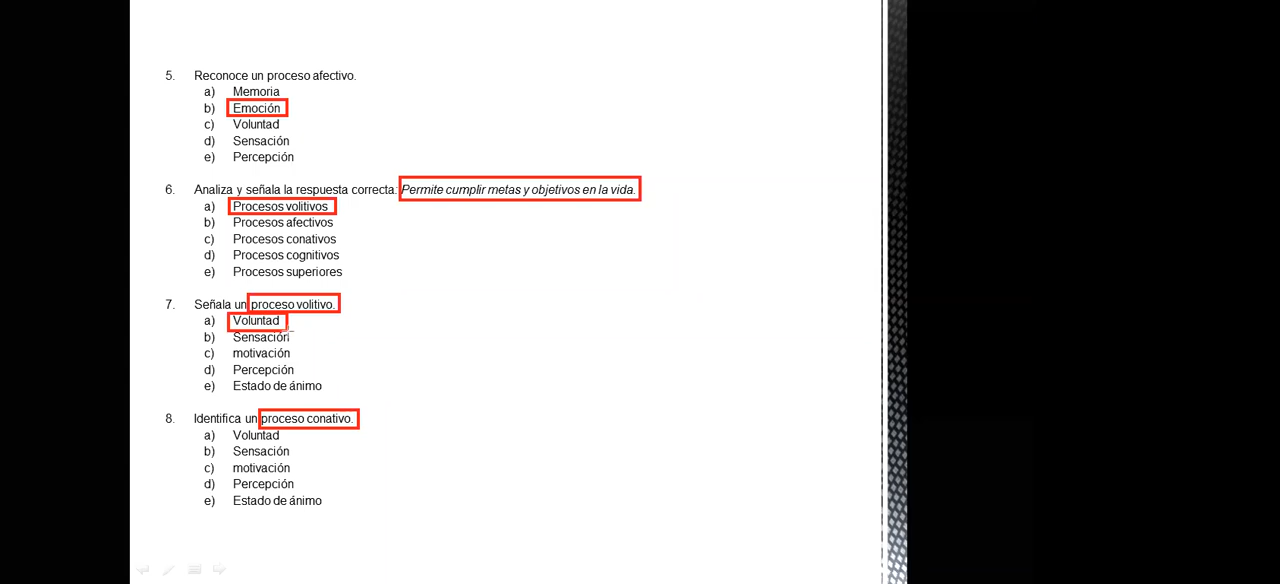 5. Reconoce un proceso afectivo.
a) Memoria
b) Emoción
c) Voluntad
d) Sensación
e) Percepción
6. Analiza y señala la respuesta correcta: Permite cumplir metas y objetivos en la vida.
a) Procesos volitivos
b) Procesos afectivos
c) Procesos conativos
d) Procesos cognitivos
e) Procesos superiores
7. Señala un proceso volitivo.
a) Voluntad
b) Sensación
c) motivación
d) Percepción
e) Estado de ánimo
8. Identifica un proceso conativo.
a) Voluntad
b) Sensación
c) motivación
d) Percepción
e) Estado de ánimo